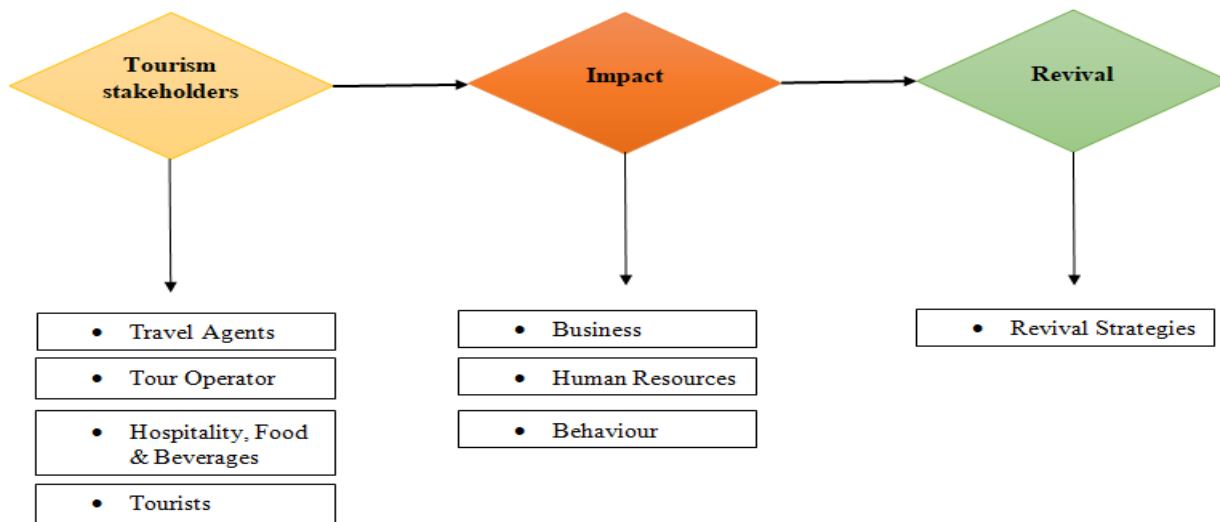 Tourism
stakeholders
Impact
Revival
• Travel Agents
• Tour Operator
• Hospitality, Food
& Beverages
• Tourists
• Business
• Human Resources
• Behaviour
• Revival Strategies